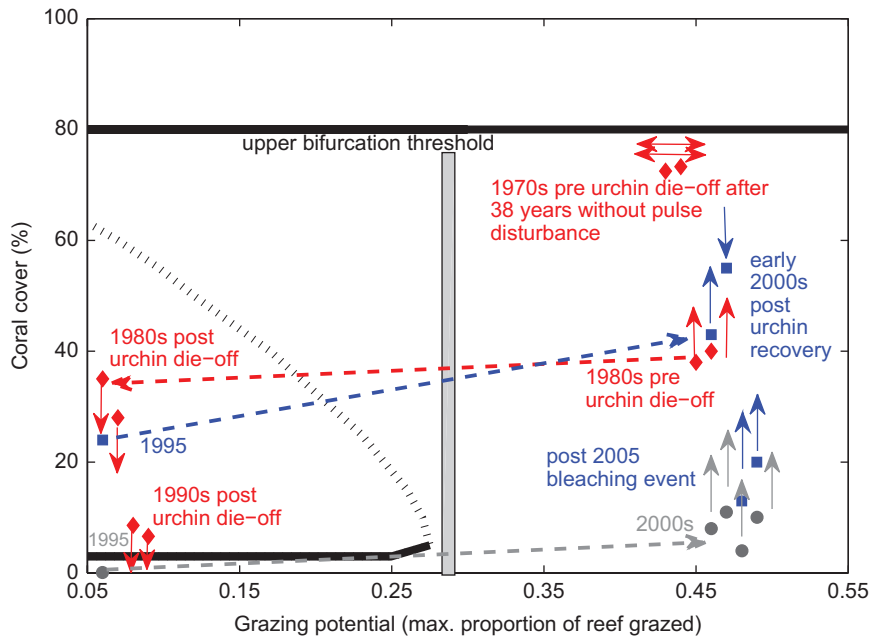 100
80
60
40
20
0
Coral cover (%)
upper bifurcation threshold
1970s pre urchin die−off after
38 years without pulse
disturbance
early
2000s
post
urchin
recovery
1980s post
urchin die−off
1980s pre
urchin die−off
1995
post 2005
bleaching event
1990s post
urchin die−off
2000s
1995
0.05
0.15
0.25
0.35
0.45
0.55
Grazing potential (max. proportion of reef grazed)